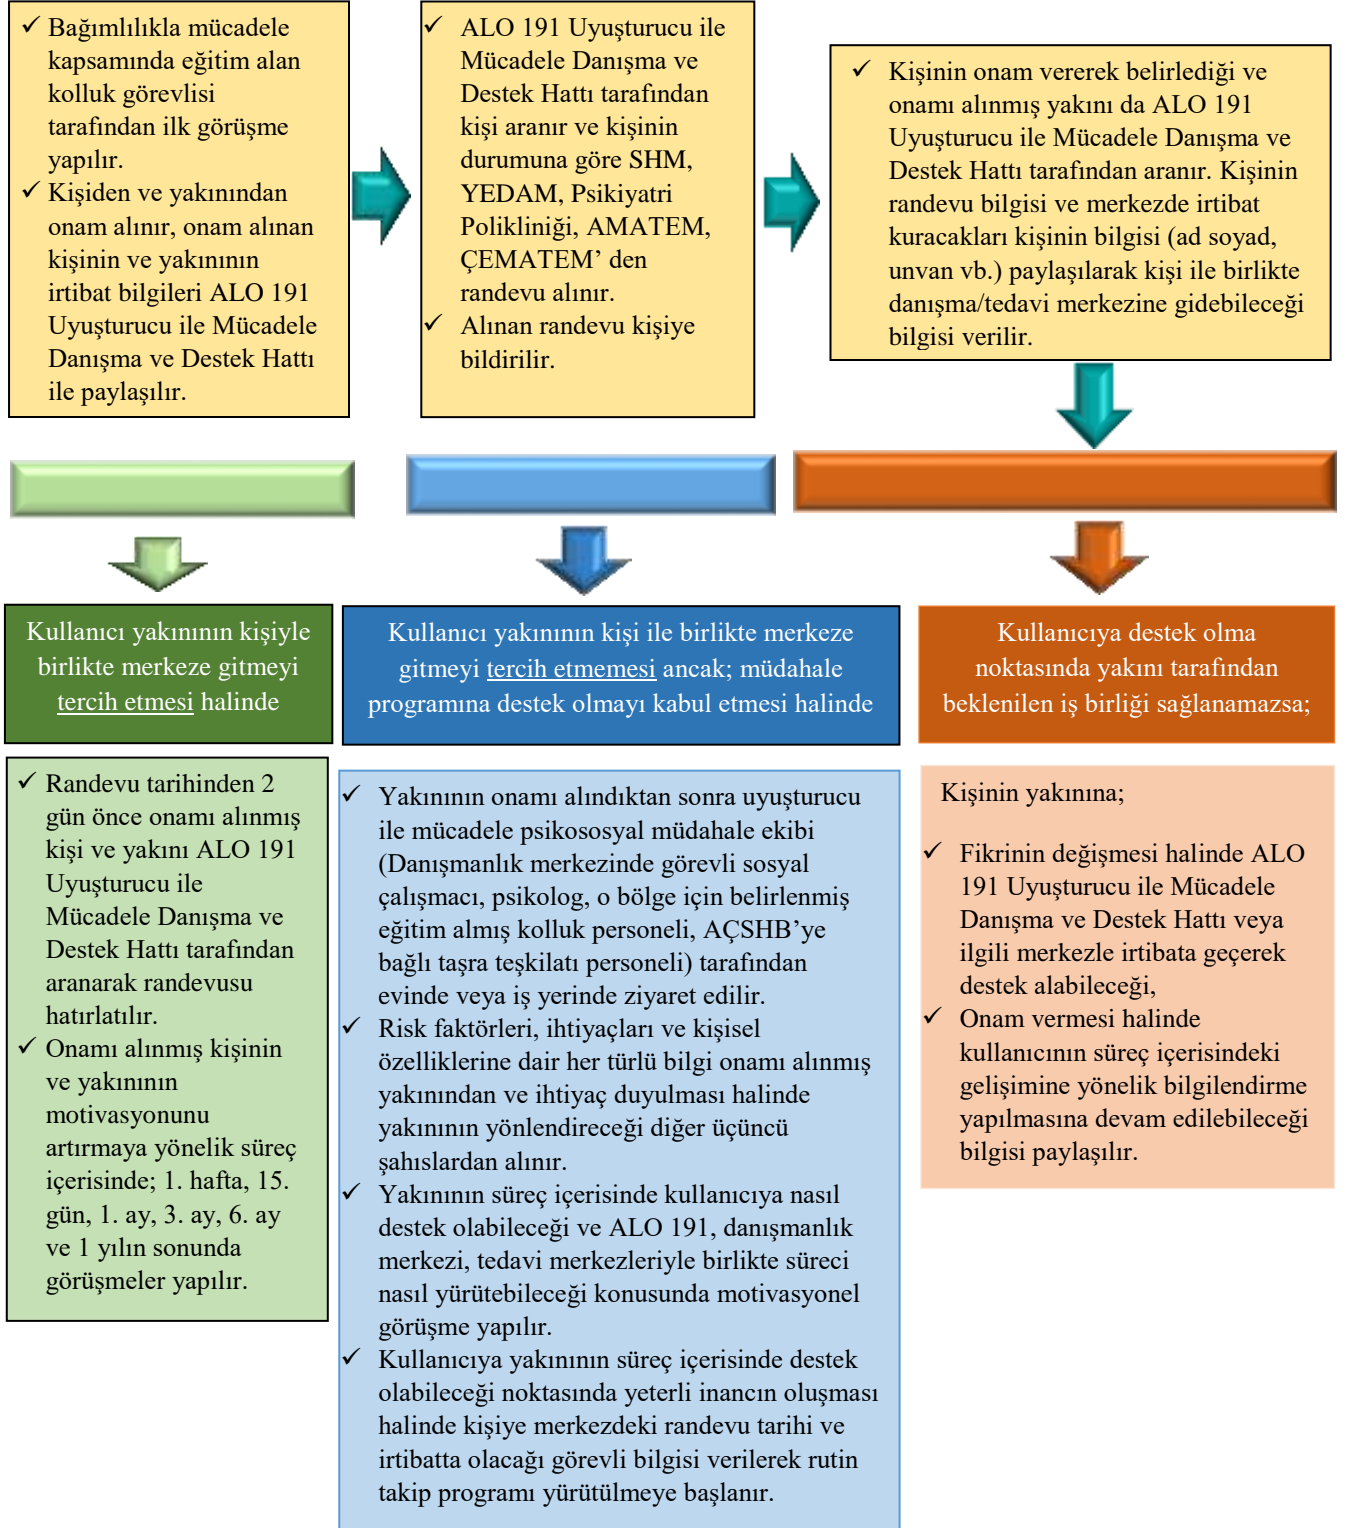 ✓ Bağımlılıkla mücadele
kapsamında eğitim alan
kolluk görevlisi
tarafından ilk görüşme
yapılır.
✓ Kişiden ve yakınından
onam alınır, onam alınan
kişinin ve yakınının
irtibat bilgileri ALO 191
Uyuşturucu ile Mücadele
Danışma ve Destek Hattı
ile paylaşılır.
✓ ALO 191 Uyuşturucu ile
Mücadele Danışma ve
Destek Hattı tarafından
kişi aranır ve kişinin
durumuna göre SHM,
YEDAM, Psikiyatri
Polikliniği, AMATEM,
ÇEMATEM’ den
randevu alınır.
✓ Alınan randevu kişiye
bildirilir.
✓ Kişinin onam vererek belirlediği ve
onamı alınmış yakını da ALO 191
Uyuşturucu ile Mücadele Danışma ve
Destek Hattı tarafından aranır. Kişinin
randevu bilgisi ve merkezde irtibat
kuracakları kişinin bilgisi (ad soyad,
unvan vb.) paylaşılarak kişi ile birlikte
danışma/tedavi merkezine gidebileceği
bilgisi verilir.
Kullanıcı yakınının kişiyle
birlikte merkeze gitmeyi
tercih etmesi halinde
✓ Randevu tarihinden 2
gün önce onamı alınmış
kişi ve yakını ALO 191
Uyuşturucu ile
Mücadele Danışma ve
Destek Hattı tarafından
aranarak randevusu
hatırlatılır.
✓ Onamı alınmış kişinin
ve yakınının
motivasyonunu
artırmaya yönelik süreç
içerisinde; 1. hafta, 15.
gün, 1. ay, 3. ay, 6. ay
ve 1 yılın sonunda
görüşmeler yapılır.
Kullanıcı yakınının kişi ile birlikte merkeze
gitmeyi tercih etmemesi ancak; müdahale
programına destek olmayı kabul etmesi halinde
✓ Yakınının onamı alındıktan sonra uyuşturucu
ile mücadele psikososyal müdahale ekibi
(Danışmanlık merkezinde görevli sosyal
çalışmacı, psikolog, o bölge için belirlenmiş
eğitim almış kolluk personeli, AÇSHB’ye
bağlı taşra teşkilatı personeli) tarafından
evinde veya iş yerinde ziyaret edilir.
✓ Risk faktörleri, ihtiyaçları ve kişisel
özelliklerine dair her türlü bilgi onamı alınmış
yakınından ve ihtiyaç duyulması halinde
yakınının yönlendireceği diğer üçüncü
şahıslardan alınır.
✓ Yakınının süreç içerisinde kullanıcıya nasıl
destek olabileceği ve ALO 191, danışmanlık
merkezi, tedavi merkezleriyle birlikte süreci
nasıl yürütebileceği konusunda motivasyonel
görüşme yapılır.
✓ Kullanıcıya yakınının süreç içerisinde destek
olabileceği noktasında yeterli inancın oluşması
halinde kişiye merkezdeki randevu tarihi ve
irtibatta olacağı görevli bilgisi verilerek rutin
takip programı yürütülmeye başlanır.
Kullanıcıya destek olma
noktasında yakını tarafından
beklenilen iş birliği sağlanamazsa;
Kişinin yakınına;
✓ Fikrinin değişmesi halinde ALO
191 Uyuşturucu ile Mücadele
Danışma ve Destek Hattı veya
ilgili merkezle irtibata geçerek
destek alabileceği,
✓ Onam vermesi halinde
kullanıcının süreç içerisindeki
gelişimine yönelik bilgilendirme
yapılmasına devam edilebileceği
bilgisi paylaşılır.